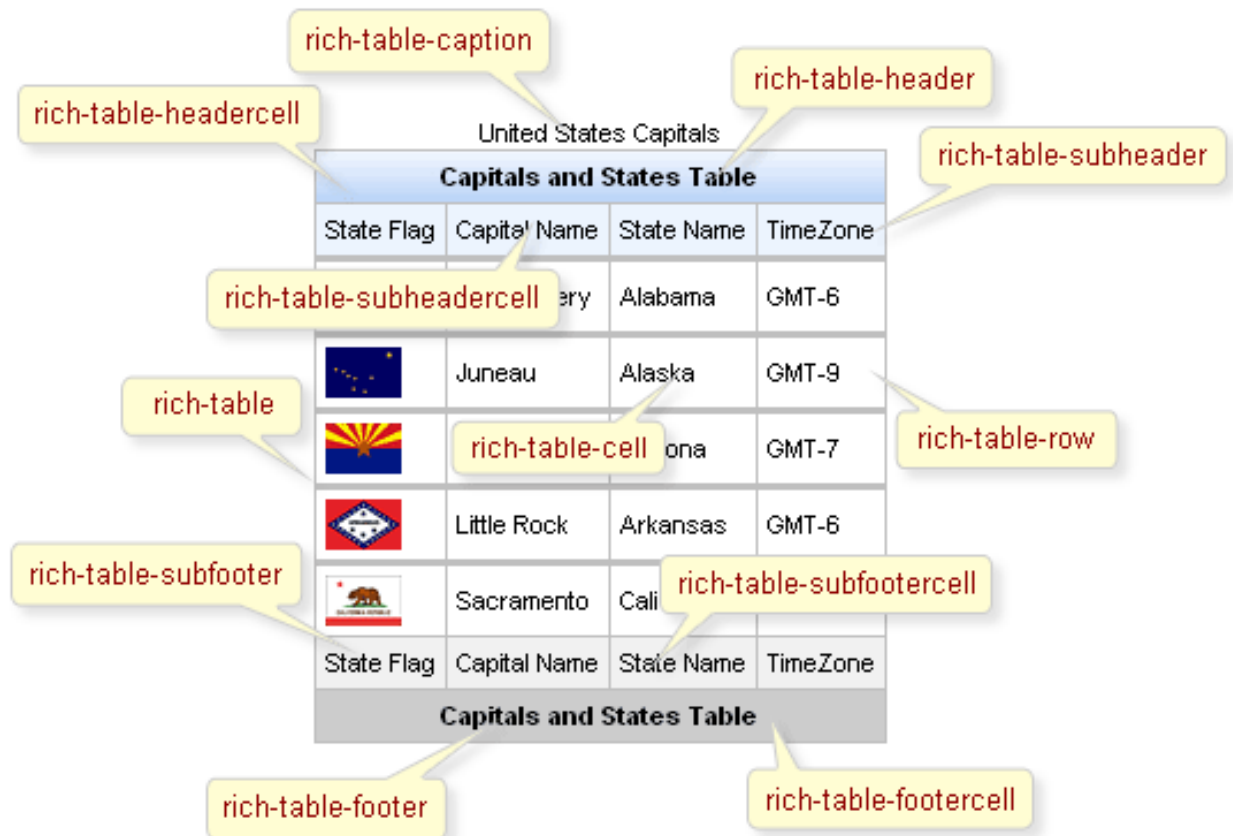 rich-table-caption
rich-table-header
rich-table-headercell
United States Capitals
rich-table-subheader
Capitals and States Table
State Flag Capital Name State Name TimeZone
rich-table-subheadercell
ery Alabama GMT-6
Juneau Alaska GMT-9
rich-table
rich-table-cell
rich-table-row
ona GMT-7
Little Rock Arkansas GMT-6
rich-table-subfooter
rich-table-subfootercell
Sacramento Cali
State Flag Capital Name State Name TimeZone
Capitals and States Table
rich-table-footer
rich-table-footercell